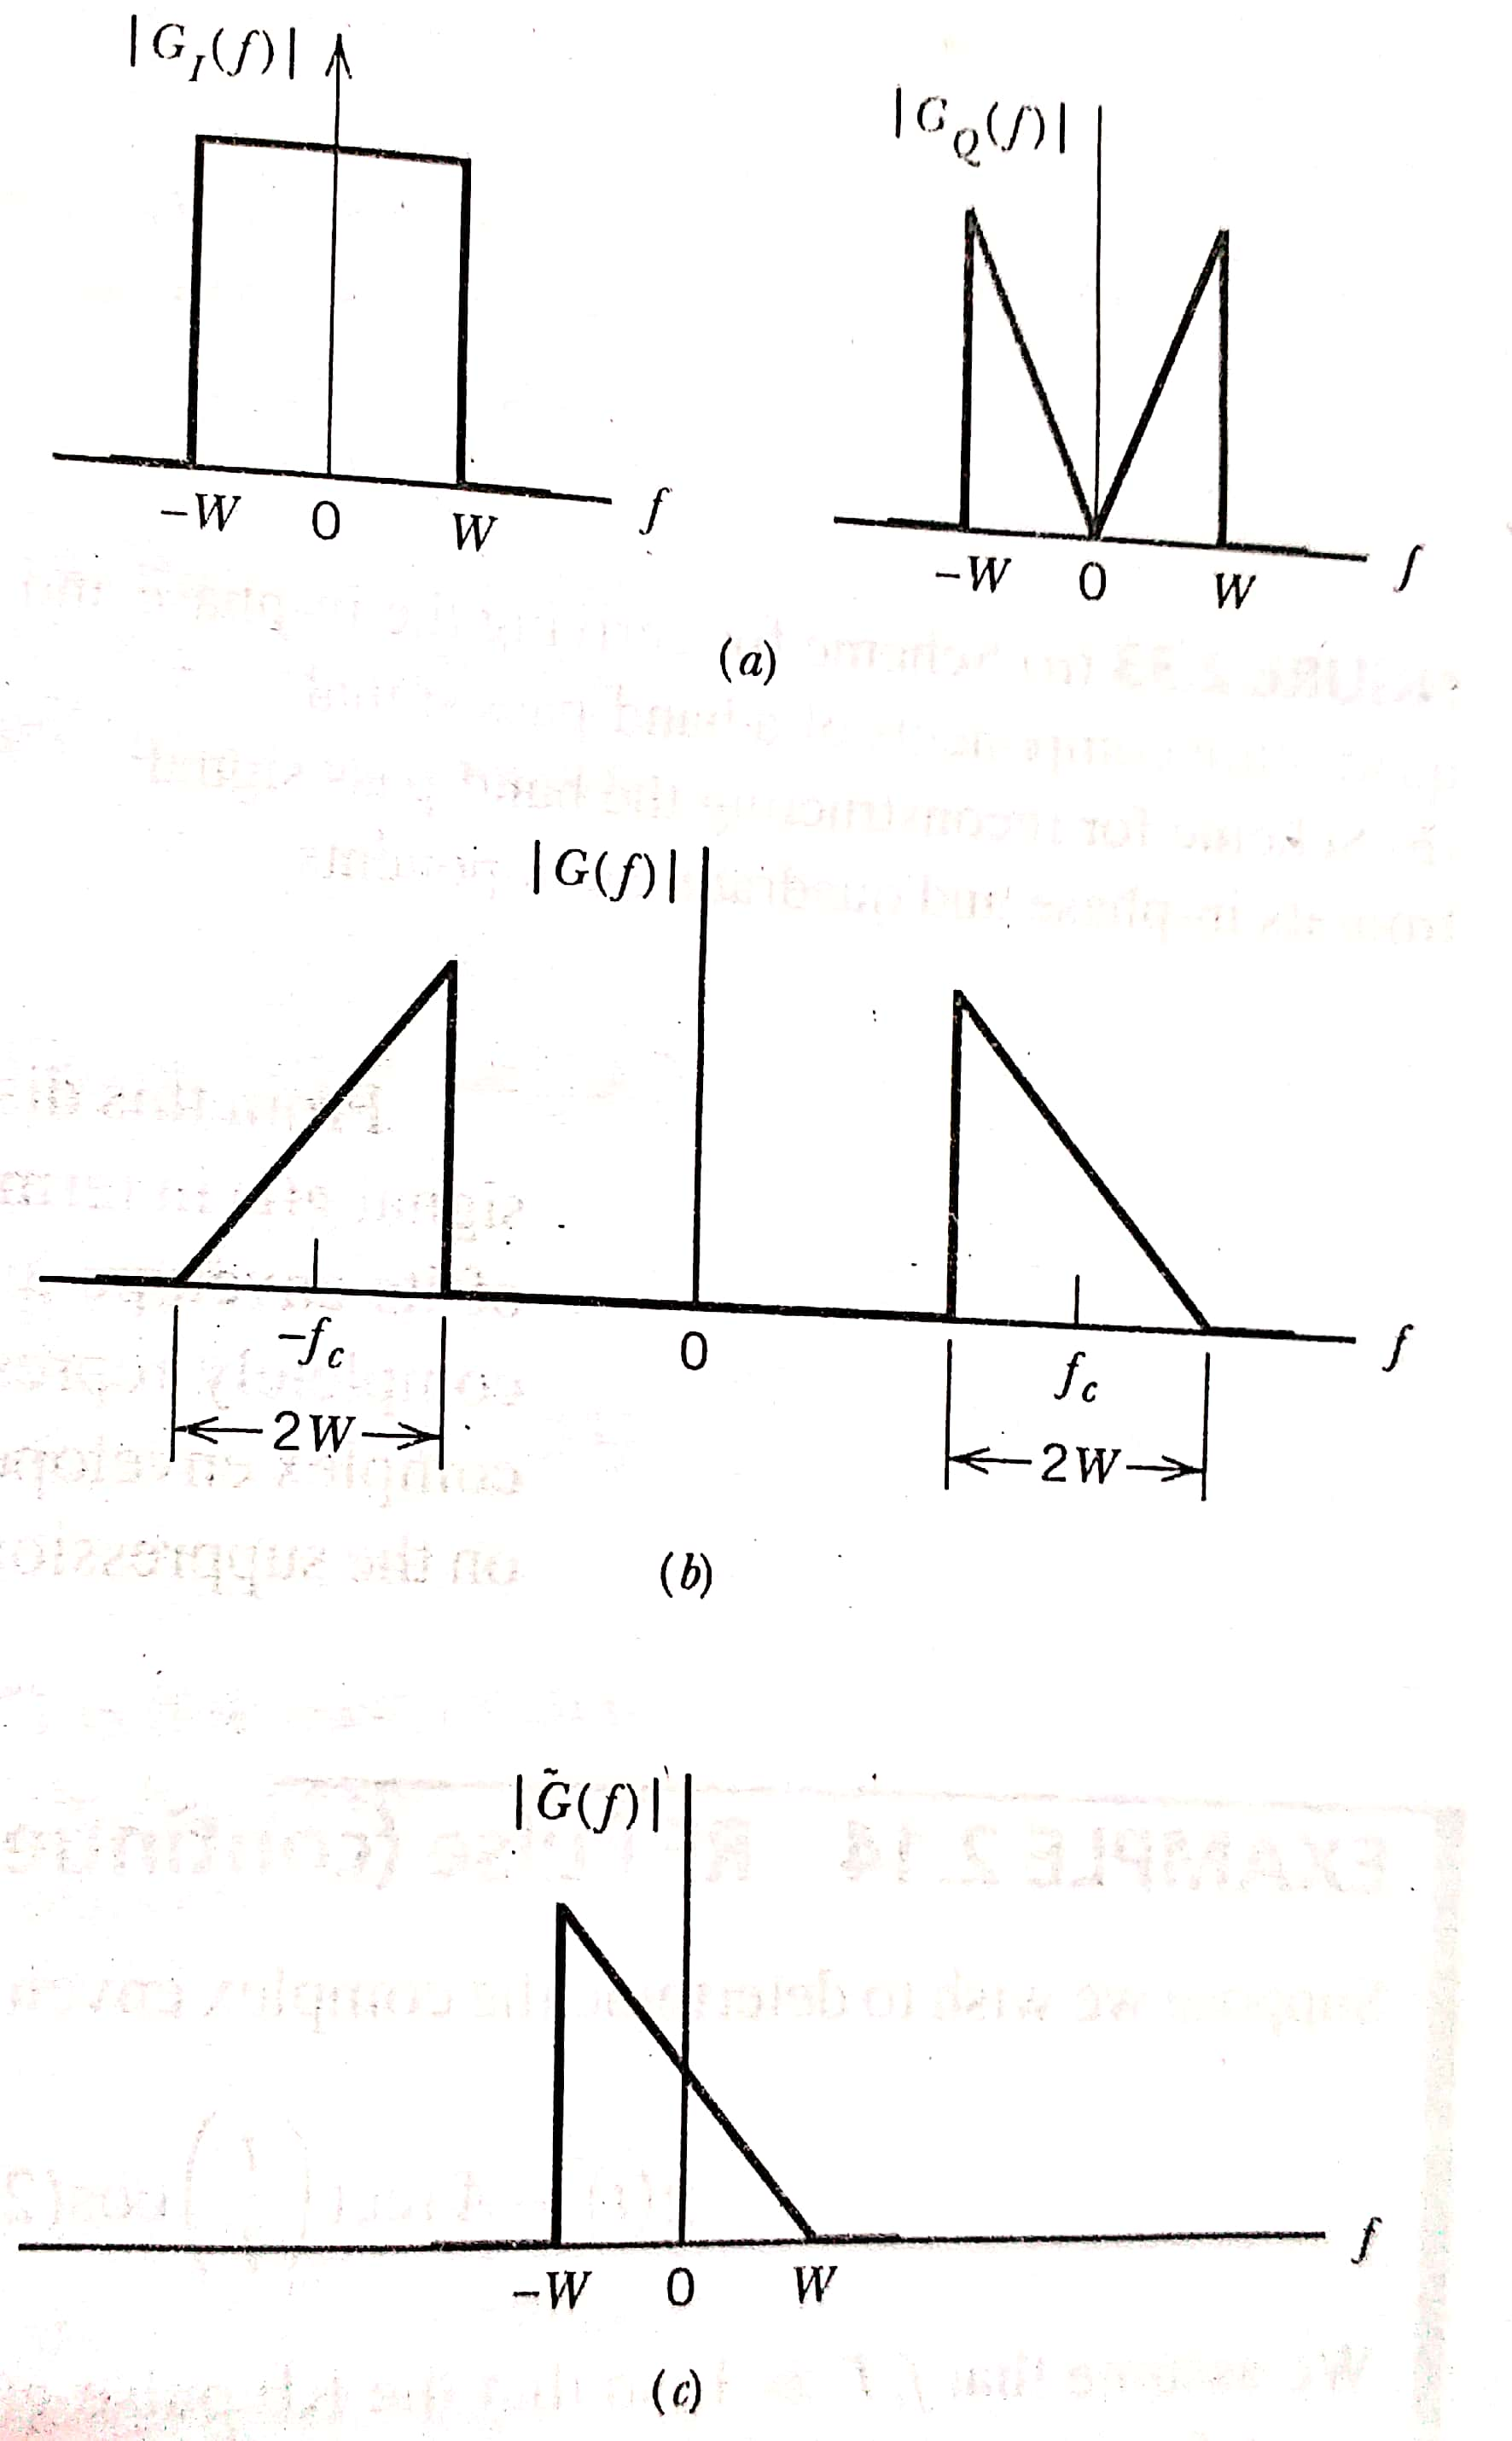 |G_I(f)|
|G_Q(f)|
−W 0 W f
−W 0 W f
(a)
|G(f)|
−f_c 0 f_c f
2W 2W
(b)
|G̃(f)|
−W 0 W f
(c)